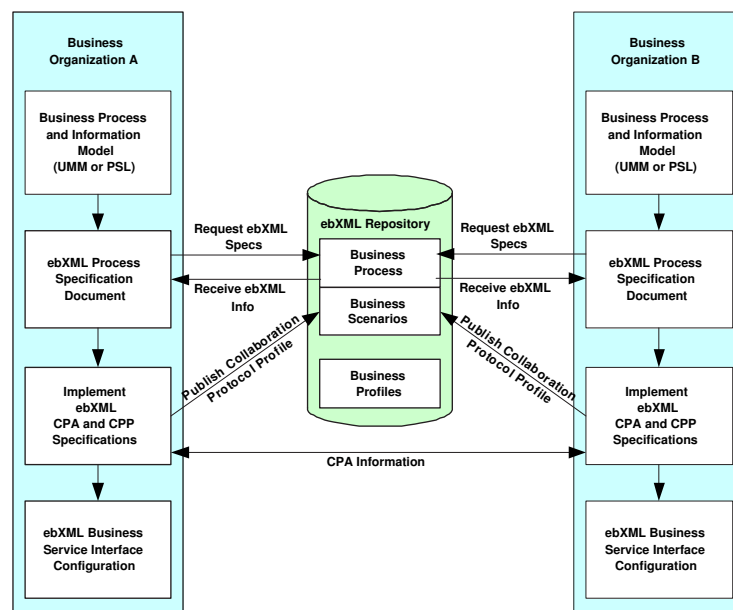 Business
Organization A
Business Process
and Information
Model
(UMM or PSL)
ebXML Process
Specification
Document
Implement
ebXML
CPA and CPP
Specifications
ebXML Business
Service Interface
Configuration
Request ebXML
Specs
Receive ebXML
Info
Publish Collaboration
Protocol Profile
ebXML Repository
Business
Process
Business
Scenarios
Business
Profiles
CPA Information
Request ebXML
Specs
Receive ebXML
Info
Publish Collaboration
Protocol Profile
Business
Organization B
Business Process
and Information
Model
(UMM or PSL)
ebXML Process
Specification
Document
Implement
ebXML
CPA and CPP
Specifications
ebXML Business
Service Interface
Configuration